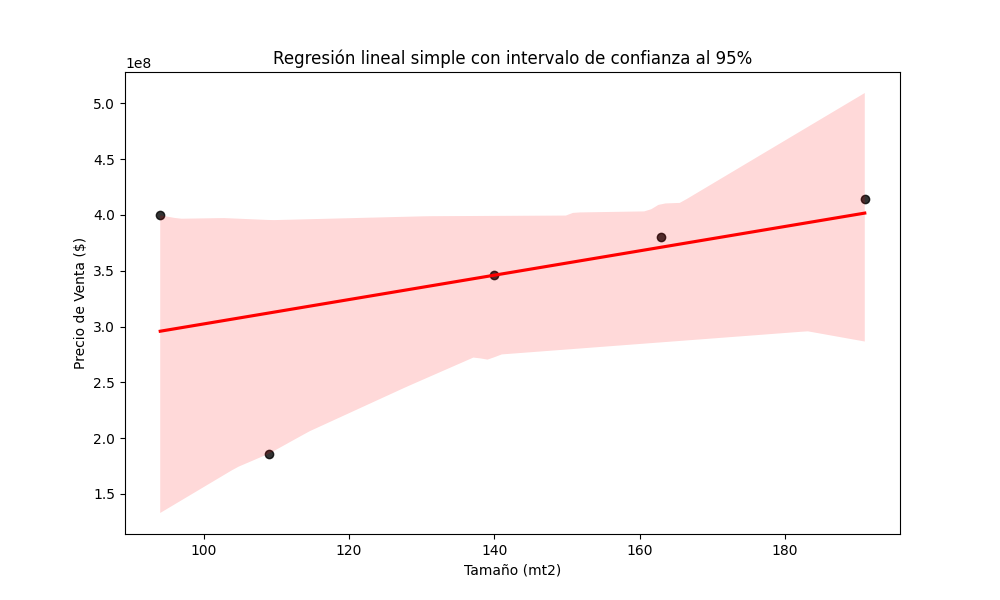 Regresión lineal simple con intervalo de confianza al 95%
1e8
5.0
4.5
4.0
3.5
3.0
2.5
2.0
1.5
Precio de Venta ($)
100 120 140 160 180
Tamaño (mt2)